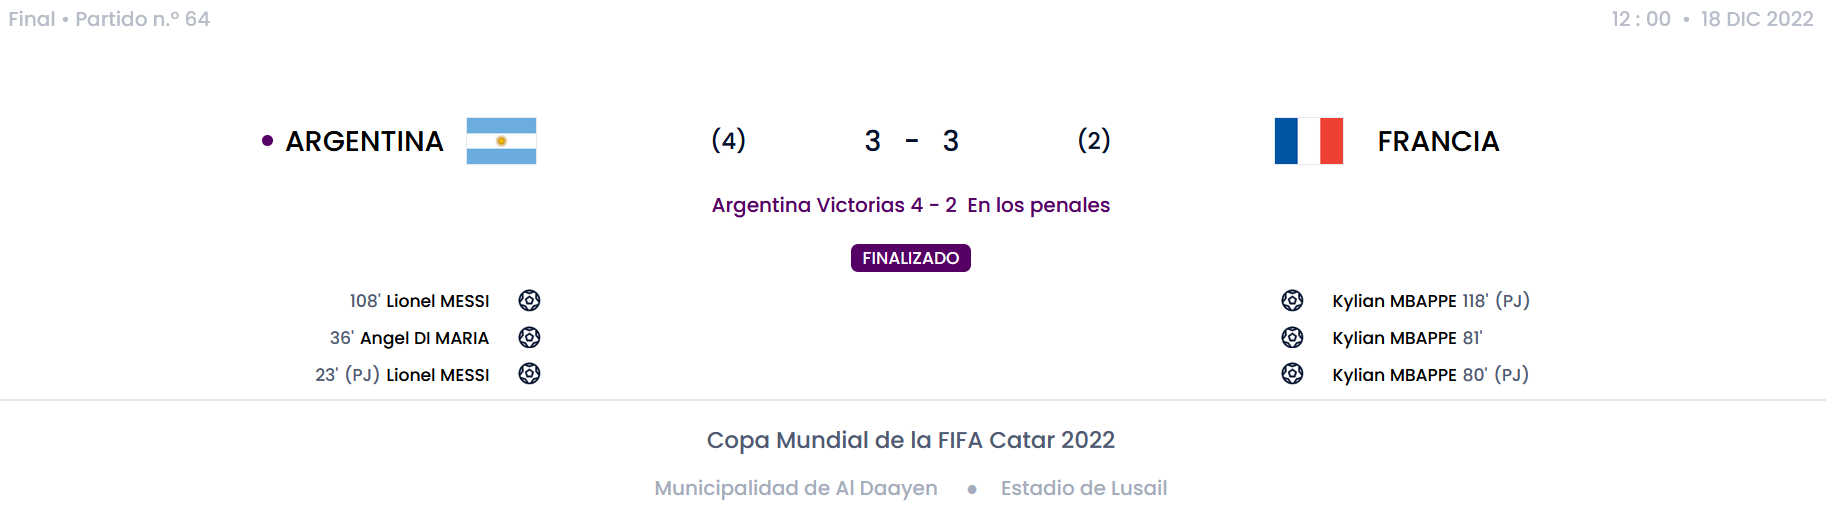 Final • Partido n.º 64
12 : 00 • 18 DIC 2022
ARGENTINA (4) 3 - 3 (2) FRANCIA
Argentina Victorias 4 - 2 En los penales
FINALIZADO
108' Lionel MESSI Kylian MBAPPE 118' (PJ)
36' Angel DI MARIA Kylian MBAPPE 81'
23' (PJ) Lionel MESSI Kylian MBAPPE 80' (PJ)
Copa Mundial de la FIFA Catar 2022
Municipalidad de Al Daayen • Estadio de Lusail